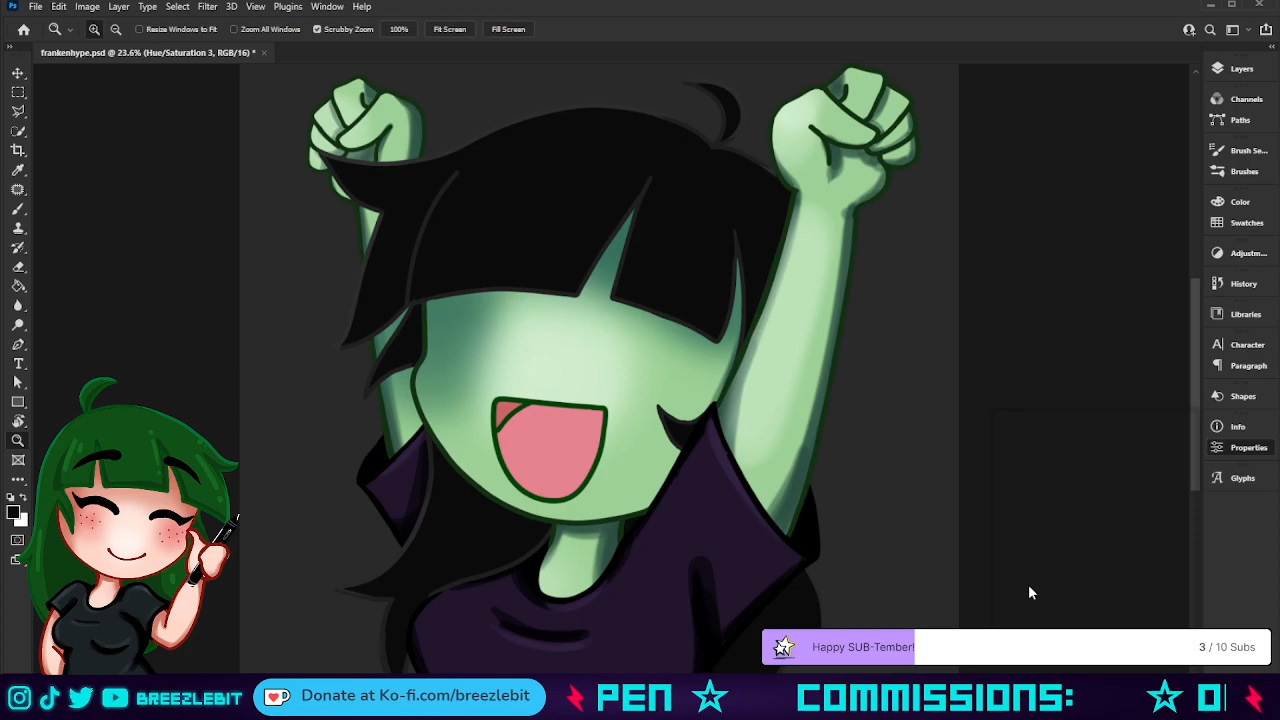 File Edit Image Layer Type Select Filter 3D View Plugins Window Help
Resize Windows to Fit Zoom All Windows Scrubby Zoom 100% Fit Screen Fill Screen
frankenhype.psd @ 23.6% (Hue/Saturation 3, RGB/16) *
Layers
Channels
Paths
Brush Se...
Brushes
Color
Swatches
Adjustm...
History
Libraries
Character
Paragraph
Shapes
Info
Properties
Glyphs
Happy SUB-Tember! 3 / 10 Subs
BREEZLEBIT Donate at Ko-fi.com/breezlebit PEN COMMISSIONS: O